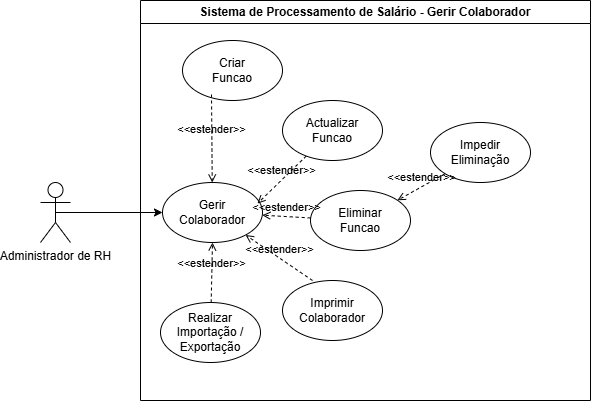 Sistema de Processamento de Salário - Gerir Colaborador
Criar
Funcao
<<estender>>
Actualizar
Funcao
<<estender>>
Impedir
Eliminação
<<estender>>
Gerir
Colaborador
<<estender>>
Eliminar
Funcao
Administrador de RH
<<estender>>
<<estender>>
Imprimir
Colaborador
Realizar
Importação /
Exportação